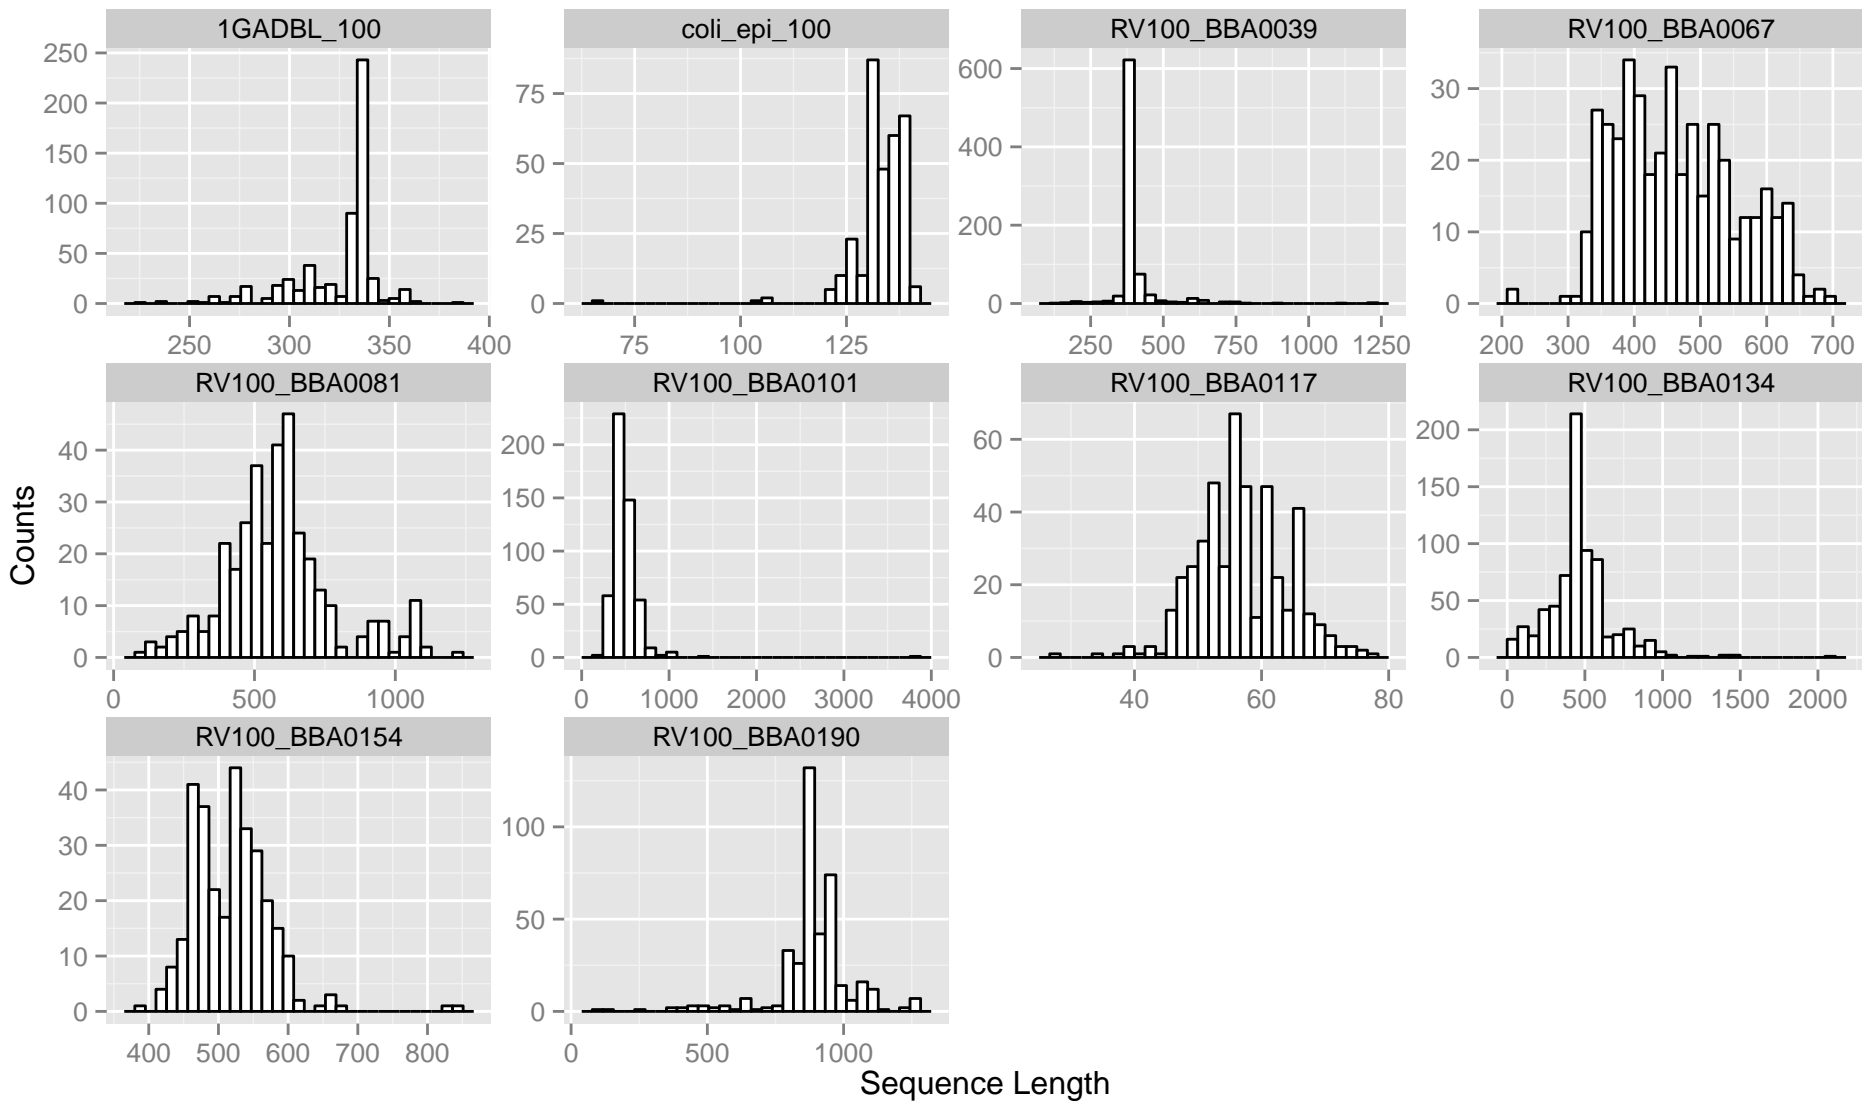 1GADBL_100 coli_epi_100 RV100_BBA0039 RV100_BBA0067
250 200 150 100 50 0
75 50 25 0
600 400 200 0
30 20 10 0
250 300 350 400 75 100 125 250 500 750 1000 1250 200 300 400 500 600 700
RV100_BBA0081 RV100_BBA0101 RV100_BBA0117 RV100_BBA0134
40 30 20 10 0
200 150 100 50 0
60 40 20 0
200 150 100 50 0
0 500 1000 0 1000 2000 3000 4000 40 60 80 0 500 1000 1500 2000
RV100_BBA0154 RV100_BBA0190
40 30 20 10 0
100 50 0
400 500 600 700 800 0 500 1000
Counts
Sequence Length